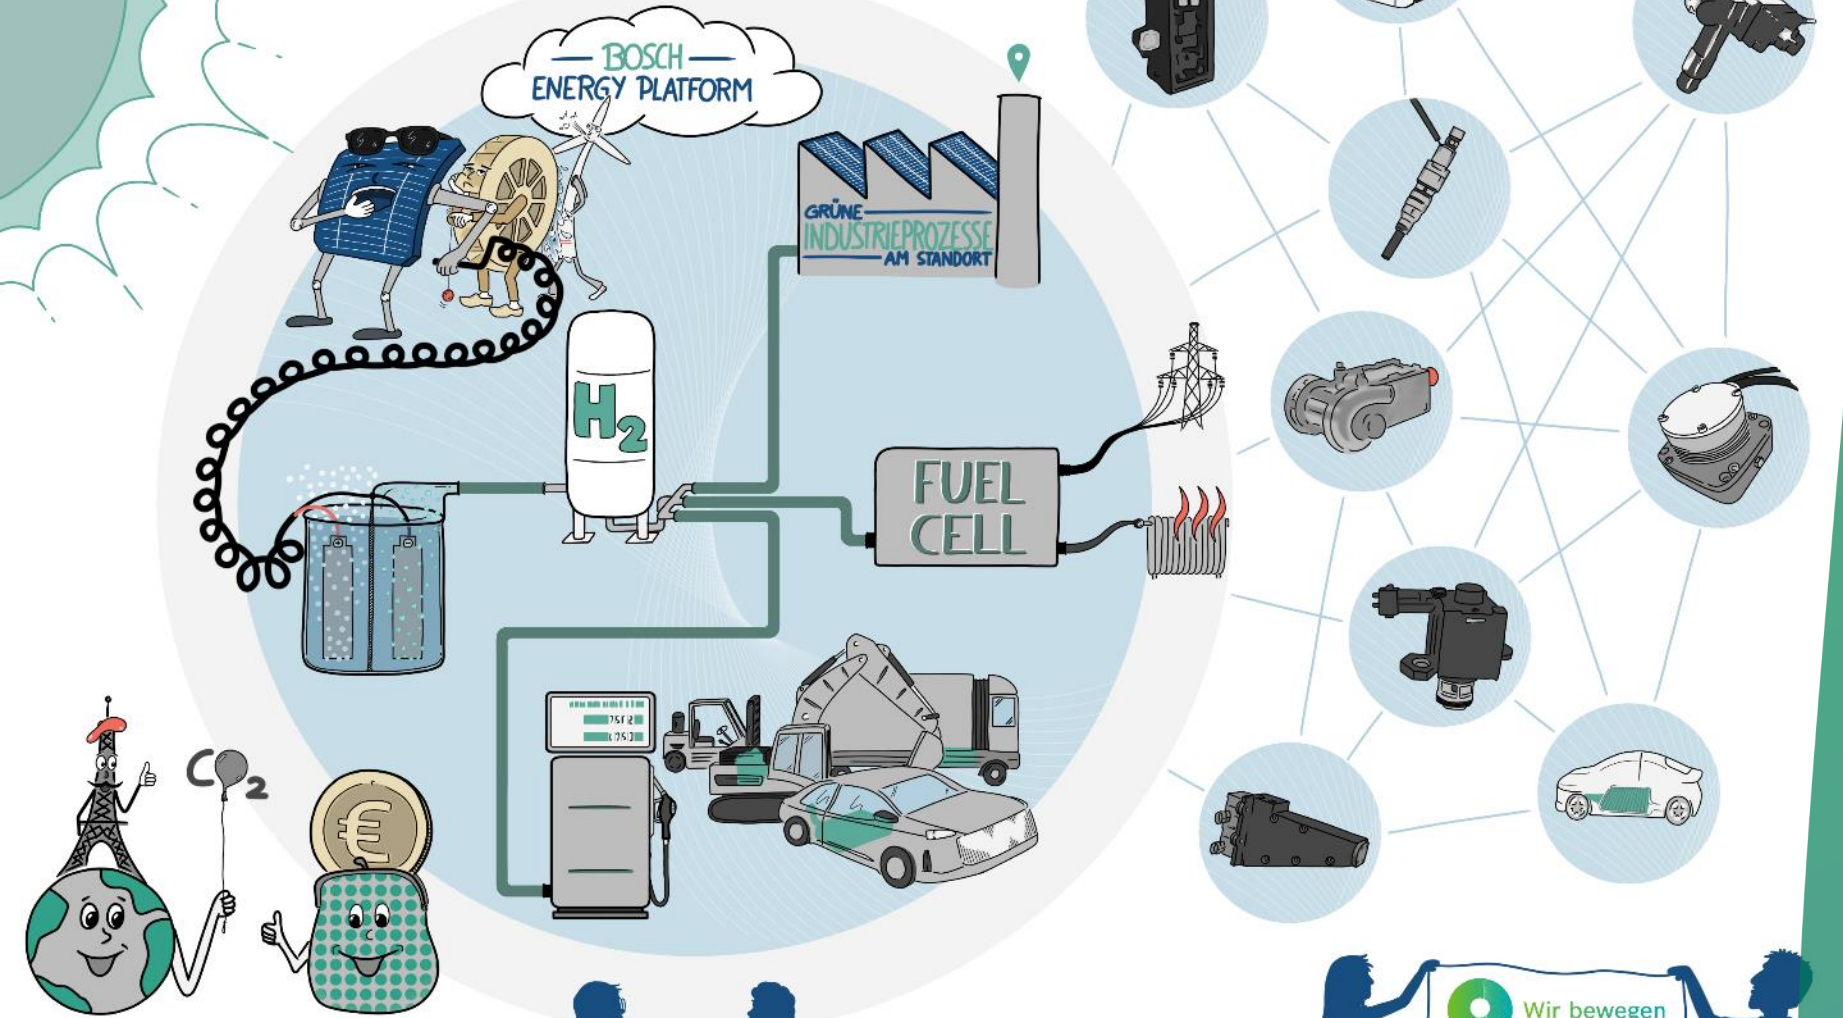 BOSCH
ENERGY PLATFORM
GRÜNE
INDUSTRIEPROZESSE
AM STANDORT
H2
FUEL
CELL
CO2
€
Wir bewegen